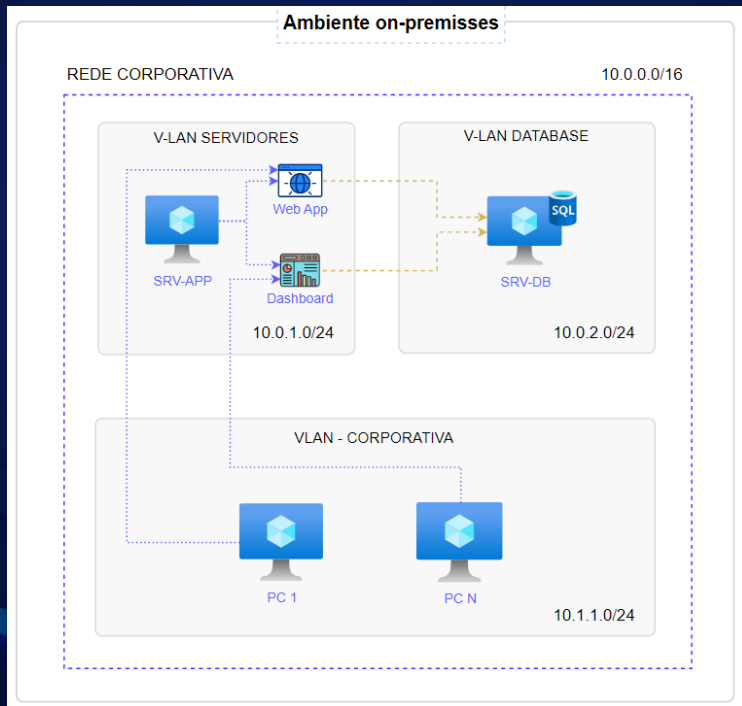 Ambiente on-premisses
REDE CORPORATIVA
10.0.0.0/16
V-LAN SERVIDORES
Web App
SRV-APP
Dashboard
10.0.1.0/24
V-LAN DATABASE
SQL
SRV-DB
10.0.2.0/24
VLAN - CORPORATIVA
PC 1
PC N
10.1.1.0/24